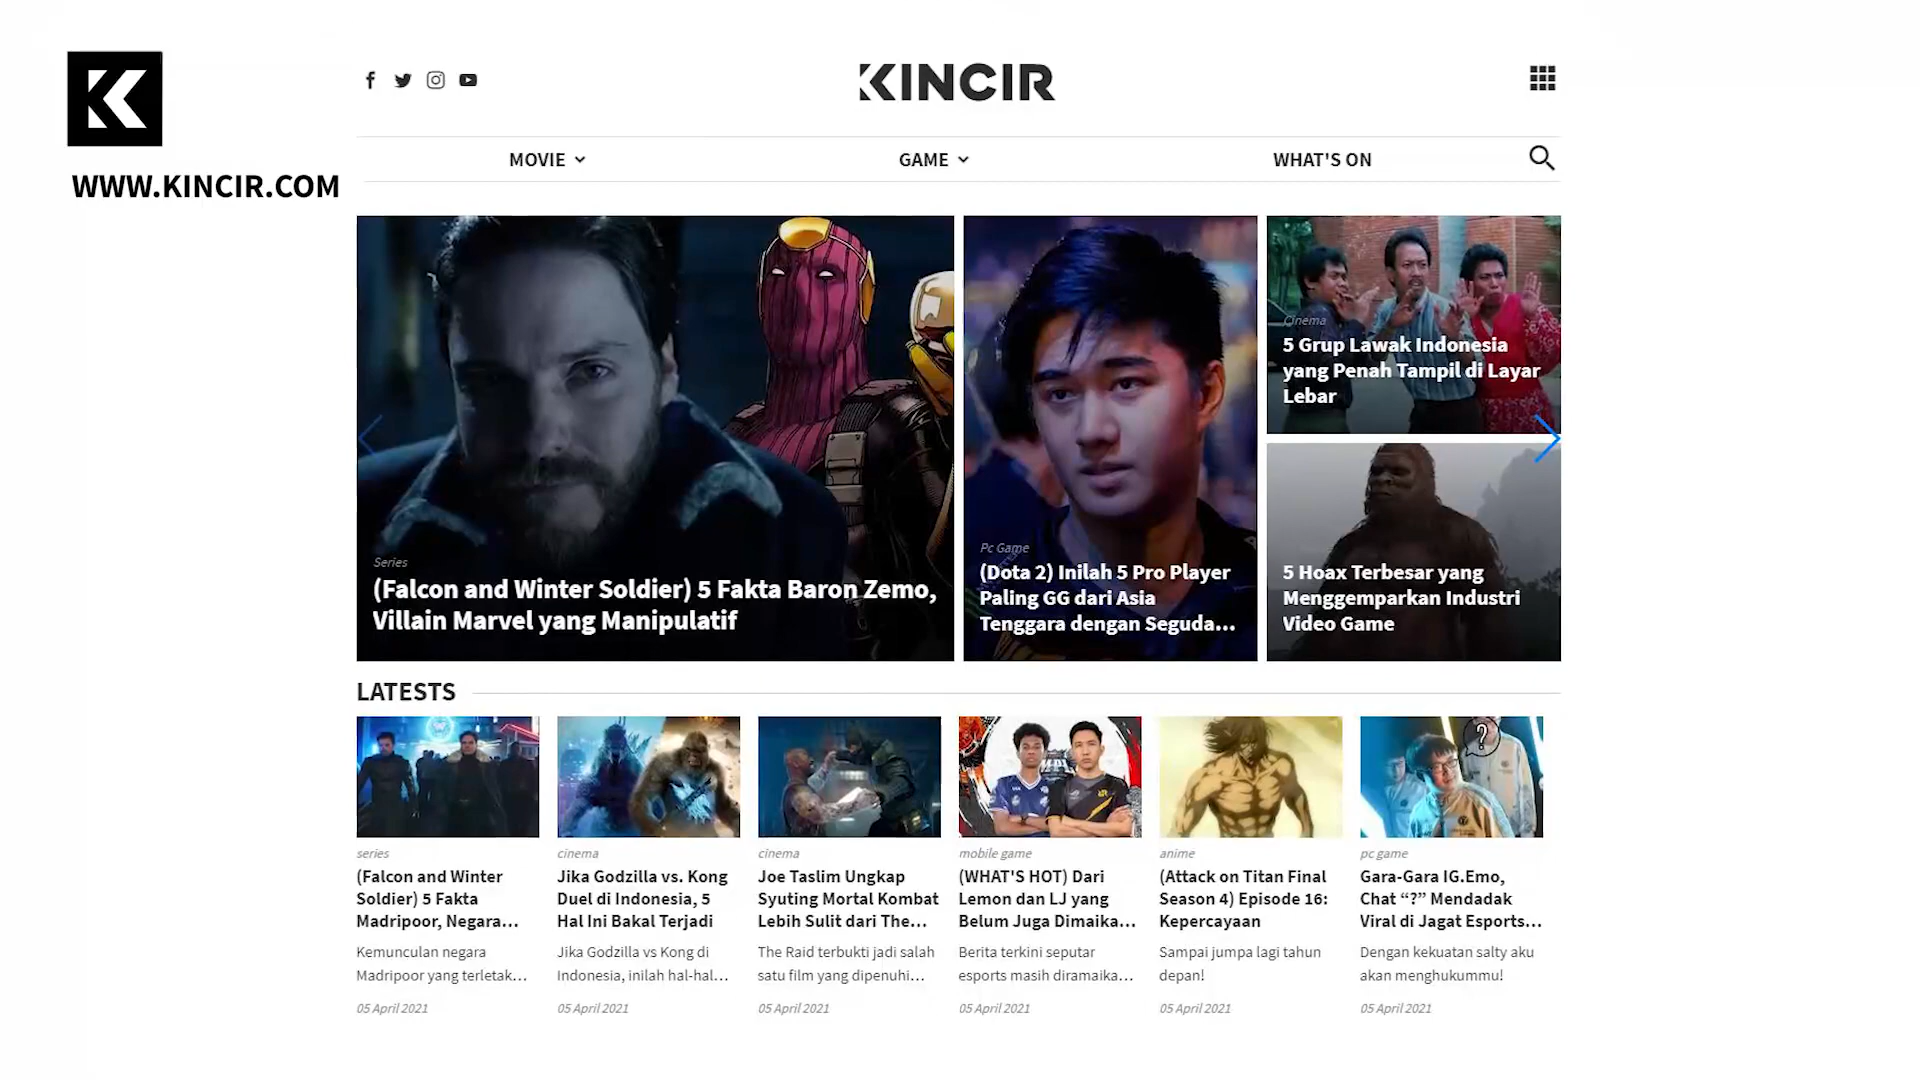 WWW.KINCIR.COM
KINCIR
MOVIE
GAME
WHAT'S ON
Series
(Falcon and Winter Soldier) 5 Fakta Baron Zemo,
Villain Marvel yang Manipulatif
Pc Game
(Dota 2) Inilah 5 Pro Player
Paling GG dari Asia
Tenggara dengan Seguda...
Cinema
5 Grup Lawak Indonesia
yang Penah Tampil di Layar
Lebar
5 Hoax Terbesar yang
Menggemparkan Industri
Video Game
LATESTS
series
(Falcon and Winter
Soldier) 5 Fakta
Madripoor, Negara...
Kemunculan negara
Madripoor yang terletak...
05 April 2021
cinema
Jika Godzilla vs. Kong
Duel di Indonesia, 5
Hal Ini Bakal Terjadi
Jika Godzilla vs Kong di
Indonesia, inilah hal-hal...
05 April 2021
cinema
Joe Taslim Ungkap
Syuting Mortal Kombat
Lebih Sulit dari The...
The Raid terbukti jadi salah
satu film yang dipenuhi...
05 April 2021
mobile game
(WHAT'S HOT) Dari
Lemon dan LJ yang
Belum Juga Dimaika...
Berita terkini seputar
esports masih diramaika...
05 April 2021
anime
(Attack on Titan Final
Season 4) Episode 16:
Kepercayaan
Sampai jumpa lagi tahun
depan!
05 April 2021
?
pc game
Gara-Gara IG.Emo,
Chat “?” Mendadak
Viral di Jagat Esports...
Dengan kekuatan salty aku
akan menghukummu!
05 April 2021